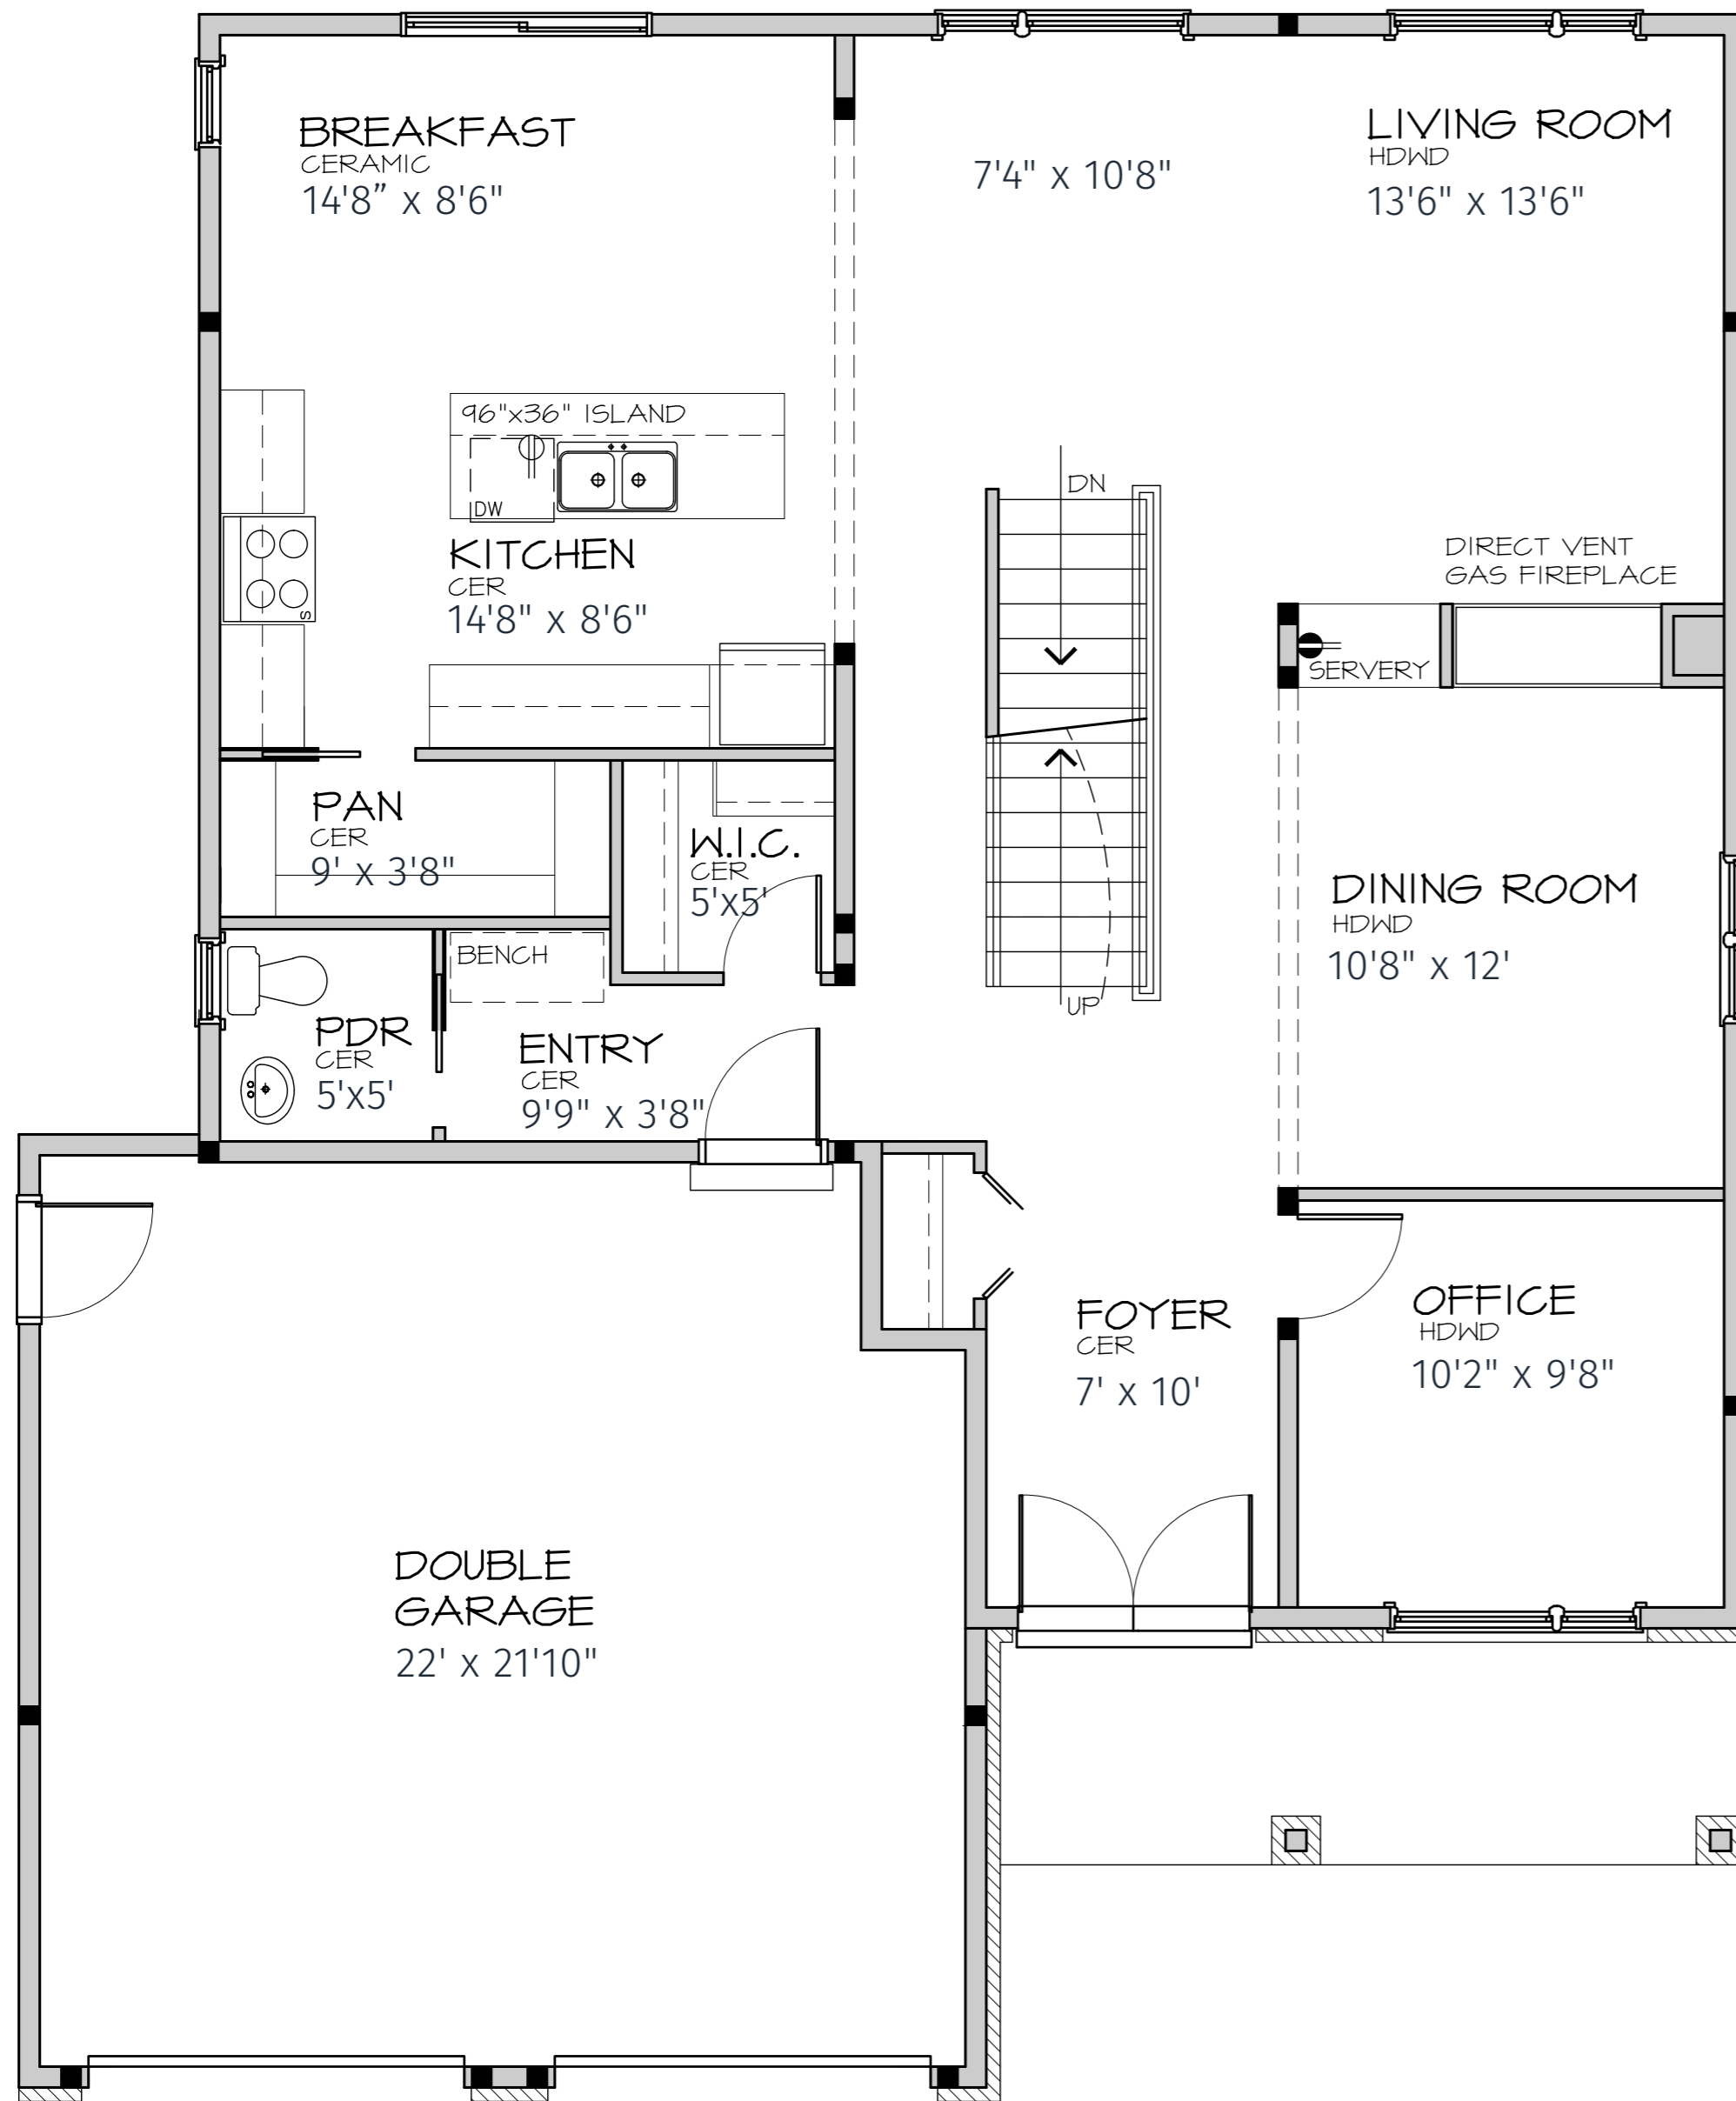 BREAKFAST
CERAMIC
14'8” x 8'6"
7'4" x 10'8"
LIVING ROOM
HDWD
13'6" x 13'6"
96"x36" ISLAND
DW
KITCHEN
CER
14'8" x 8'6"
S
DN
UP
DIRECT VENT
GAS FIREPLACE
SERVERY
PAN
CER
9' x 3'8"
W.I.C.
CER
5'x5'
DINING ROOM
HDWD
10'8" x 12'
BENCH
PDR
CER
5'x5'
ENTRY
CER
9'9" x 3'8"
FOYER
CER
7' x 10'
OFFICE
HDWD
10'2" x 9'8"
DOUBLE
GARAGE
22' x 21'10"